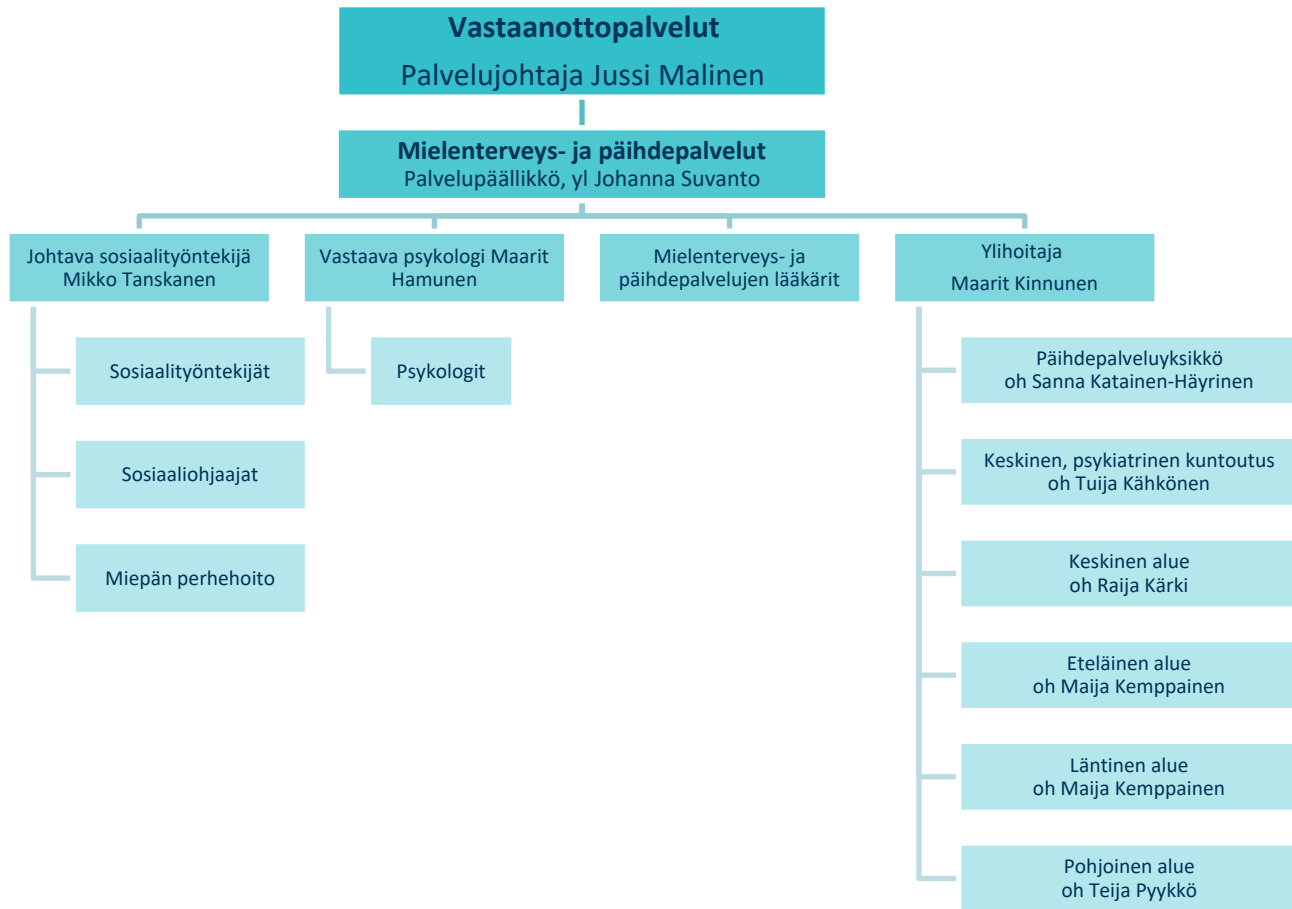 Vastaanottopalvelut
Palvelujohtaja Jussi Malinen
Mielenterveys- ja päihdepalvelut
Palvelupäällikkö, yl Johanna Suvanto
Johtava sosiaalityöntekijä
Mikko Tanskanen
Sosiaalityöntekijät
Sosiaaliohjaajat
Miepän perhehoito
Vastaava psykologi Maarit
Hamunen
Psykologit
Mielenterveys- ja
päihdepalvelujen lääkärit
Ylihoitaja
Maarit Kinnunen
Päihdepalveluyksikkö
oh Sanna Katainen-Häyrinen
Keskinen, psykiatrinen kuntoutus
oh Tuija Kähkönen
Keskinen alue
oh Raija Kärki
Eteläinen alue
oh Maija Kemppainen
Läntinen alue
oh Maija Kemppainen
Pohjoinen alue
oh Teija Pyykkö